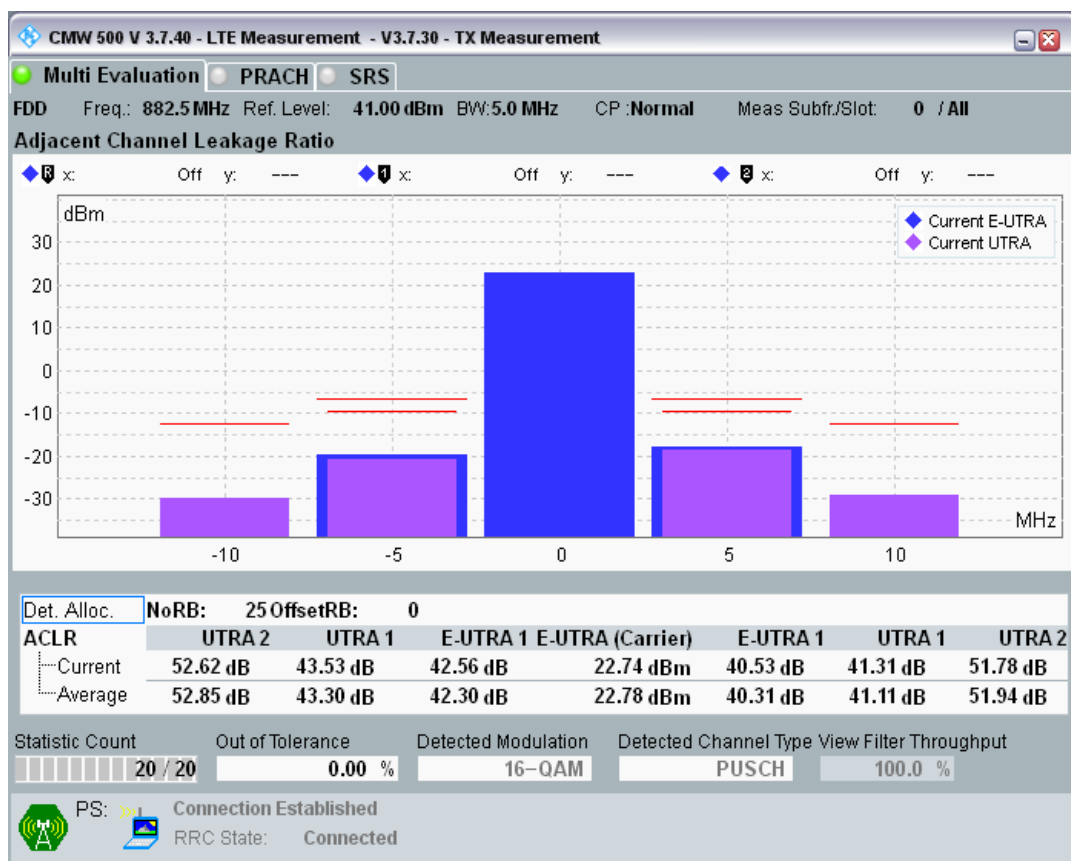 CMW 500 V 3.7.40 - LTE Measurement - V3.7.30 - TX Measurement
Multi Evaluation PRACH SRS
FDD Freq.: 882.5 MHz Ref. Level: 41.00 dBm BW:5.0 MHz CP :Normal Meas Subfr./Slot: 0 / All
Adjacent Channel Leakage Ratio
R x: Off y: --- 1 x: Off y: --- 2 x: Off y: ---
dBm
Current E-UTRA
Current UTRA
30
20
10
0
-10
-20
-30
MHz
-10 -5 0 5 10
Det. Alloc. NoRB: 25 OffsetRB: 0
ACLR UTRA 2 UTRA 1 E-UTRA 1 E-UTRA (Carrier) E-UTRA 1 UTRA 1 UTRA 2
Current 52.62 dB 43.53 dB 42.56 dB 22.74 dBm 40.53 dB 41.31 dB 51.78 dB
Average 52.85 dB 43.30 dB 42.30 dB 22.78 dBm 40.31 dB 41.11 dB 51.94 dB
Statistic Count Out of Tolerance Detected Modulation Detected Channel Type View Filter Throughput
20 / 20 0.00 % 16-QAM PUSCH 100.0 %
PS: Connection Established
RRC State: Connected